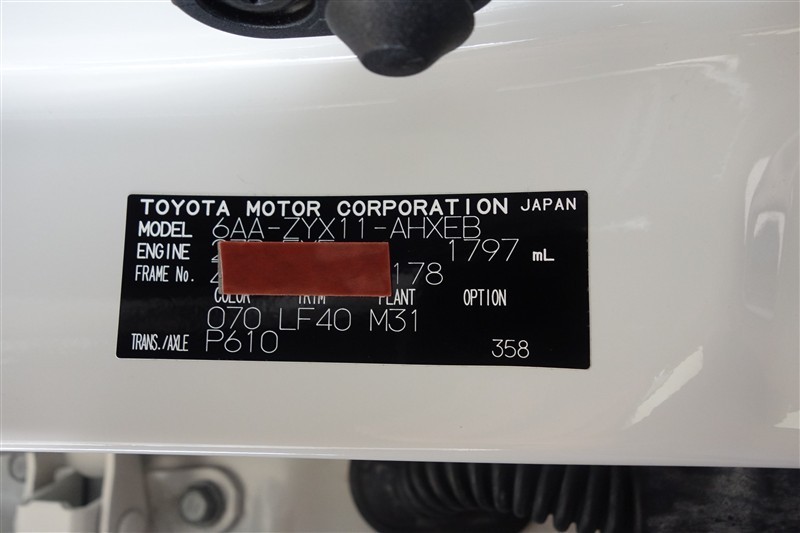 TOYOTA MOTOR CORPORATION JAPAN
MODEL 6AA-ZYX11-AHXEB
ENGINE 1797 mL
FRAME No. 178
COLOR TRIM PLANT OPTION
070 LF40 M31
TRANS./AXLE P610 358